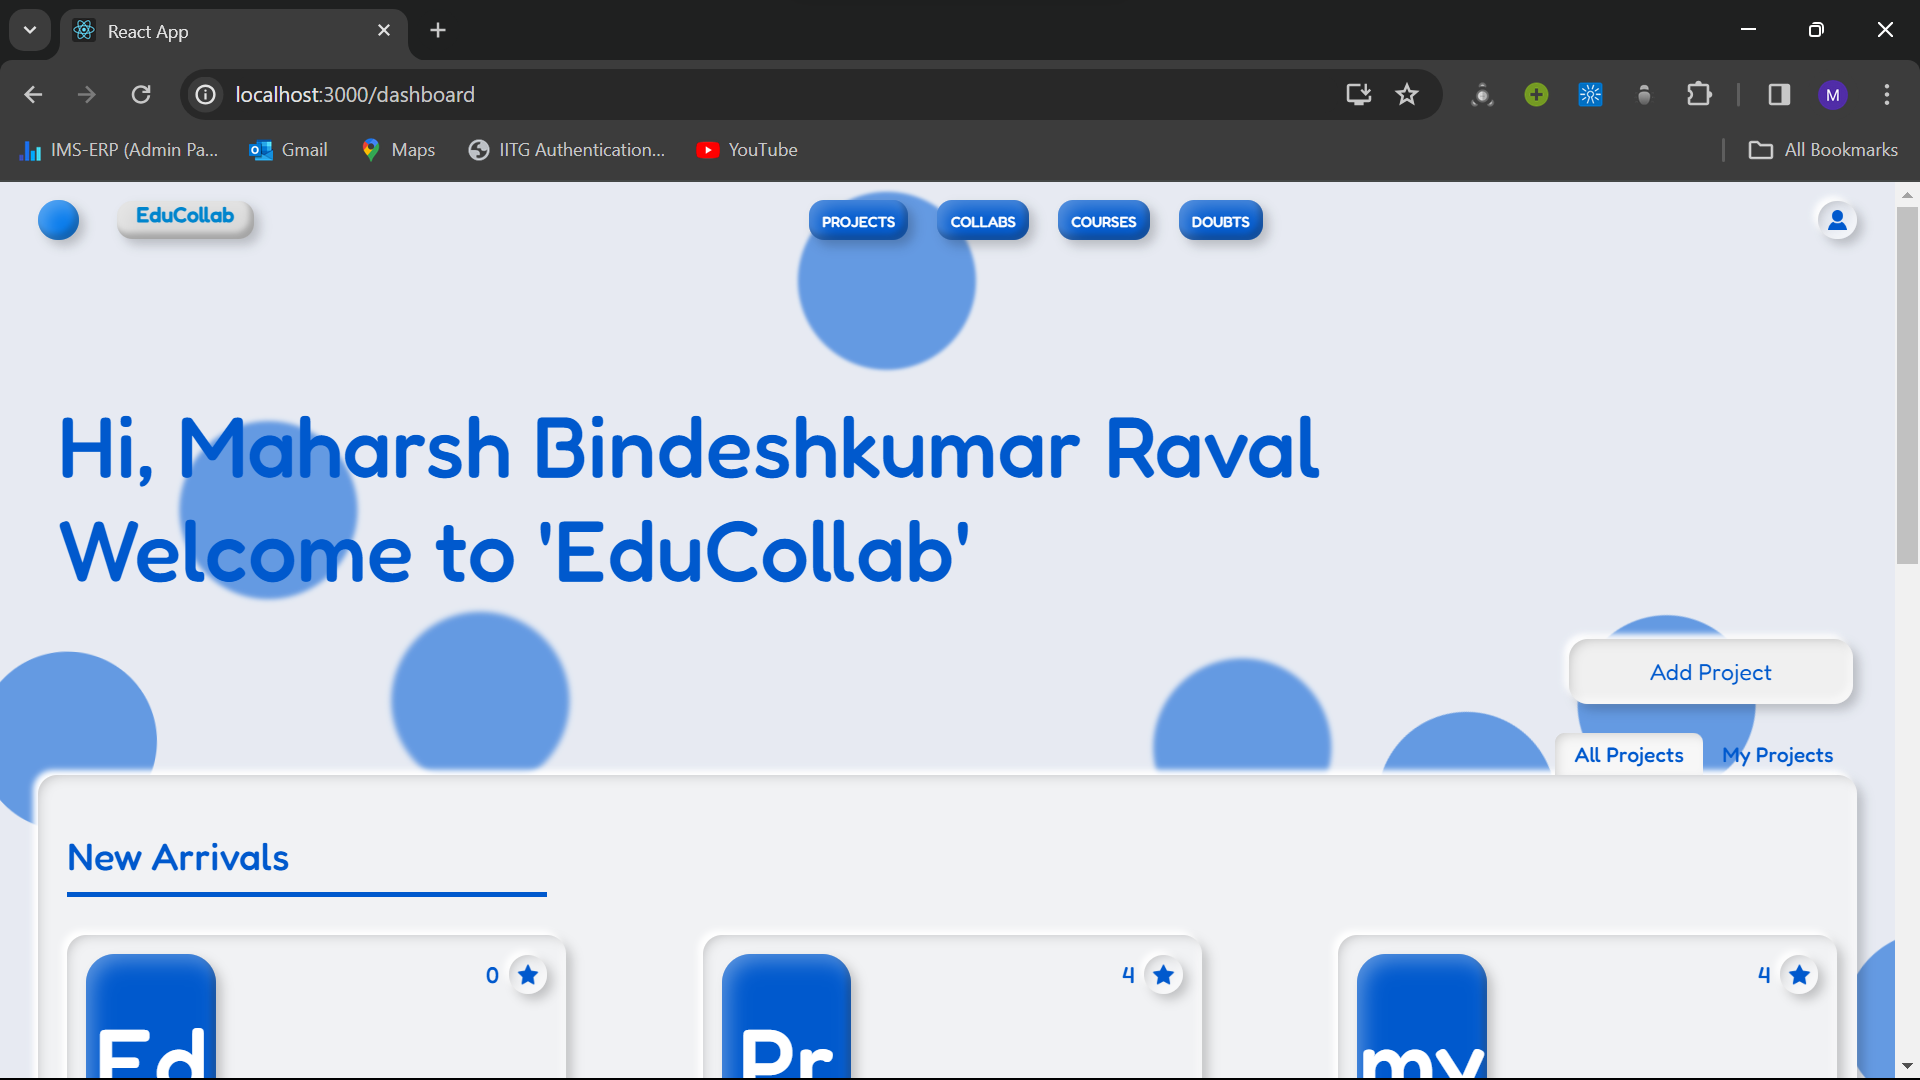 React App
localhost:3000/dashboard
M
IMS-ERP (Admin Pa...
Gmail
Maps
IITG Authentication...
YouTube
All Bookmarks
EduCollab
PROJECTS
COLLABS
COURSES
DOUBTS
Hi, Maharsh Bindeshkumar Raval
Welcome to 'EduCollab'
Add Project
All Projects
My Projects
New Arrivals
Ed
0
Pr
4
my
4